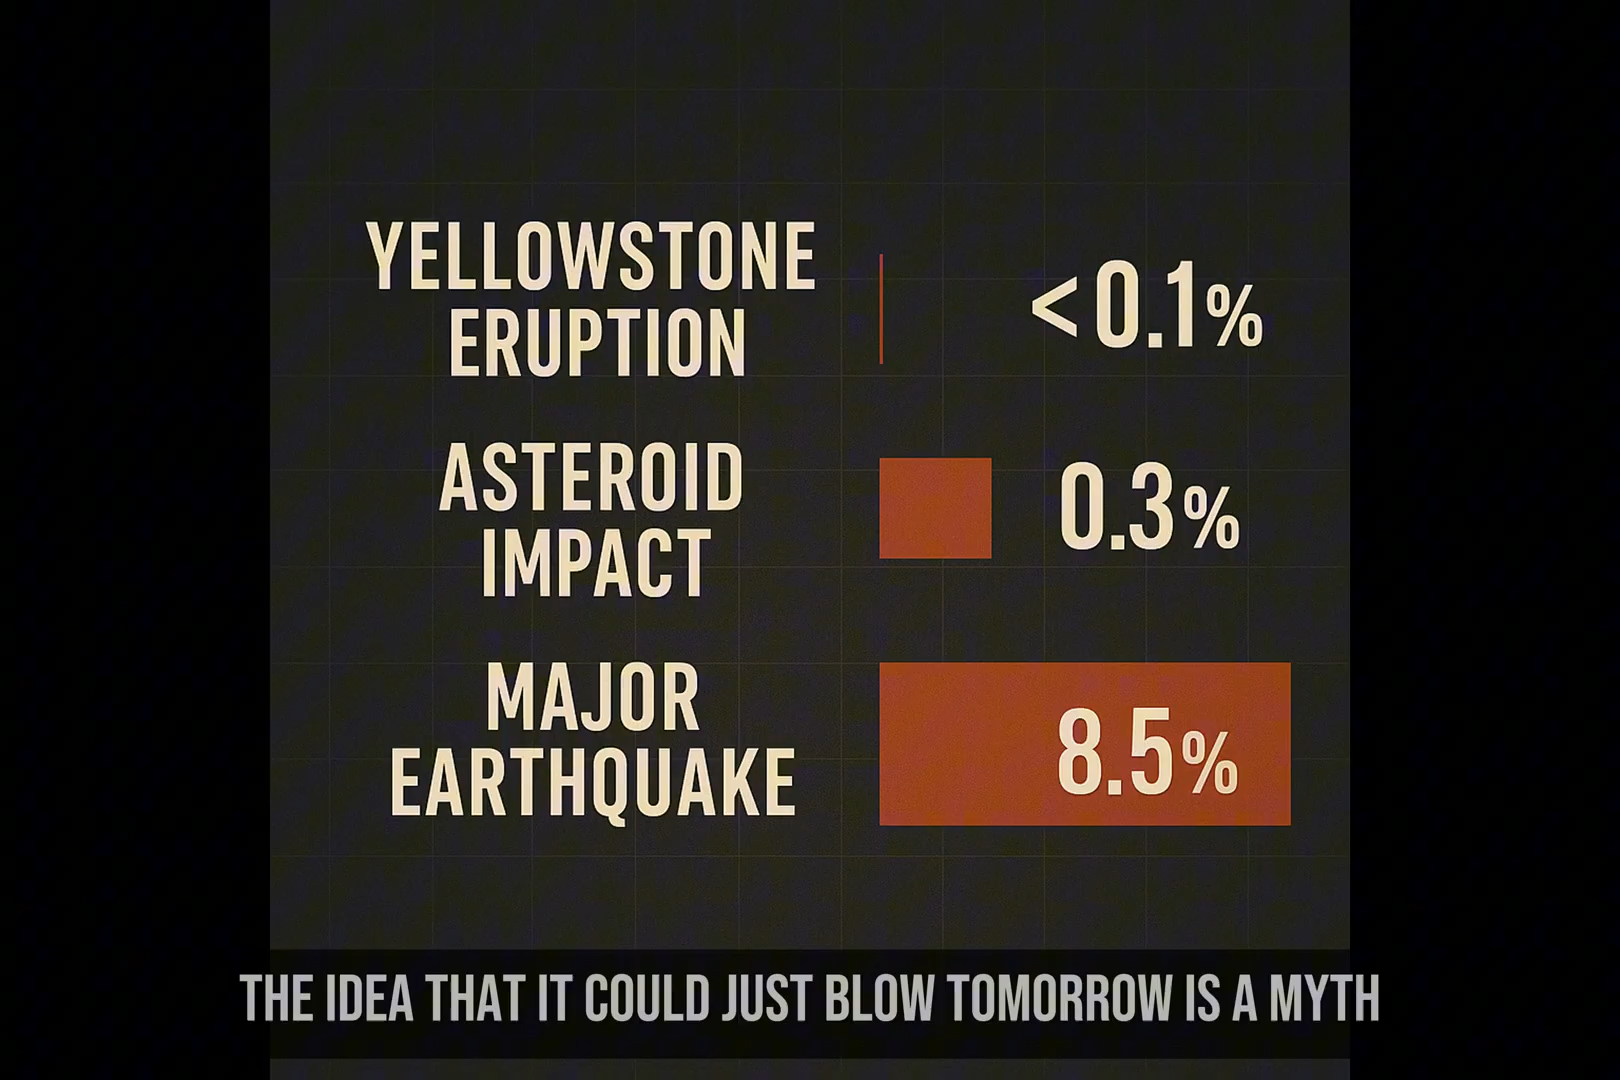 YELLOWSTONE
ERUPTION
<0.1%
ASTEROID
IMPACT
0.3%
MAJOR
EARTHQUAKE
8.5%
THE IDEA THAT IT COULD JUST BLOW TOMORROW IS A MYTH